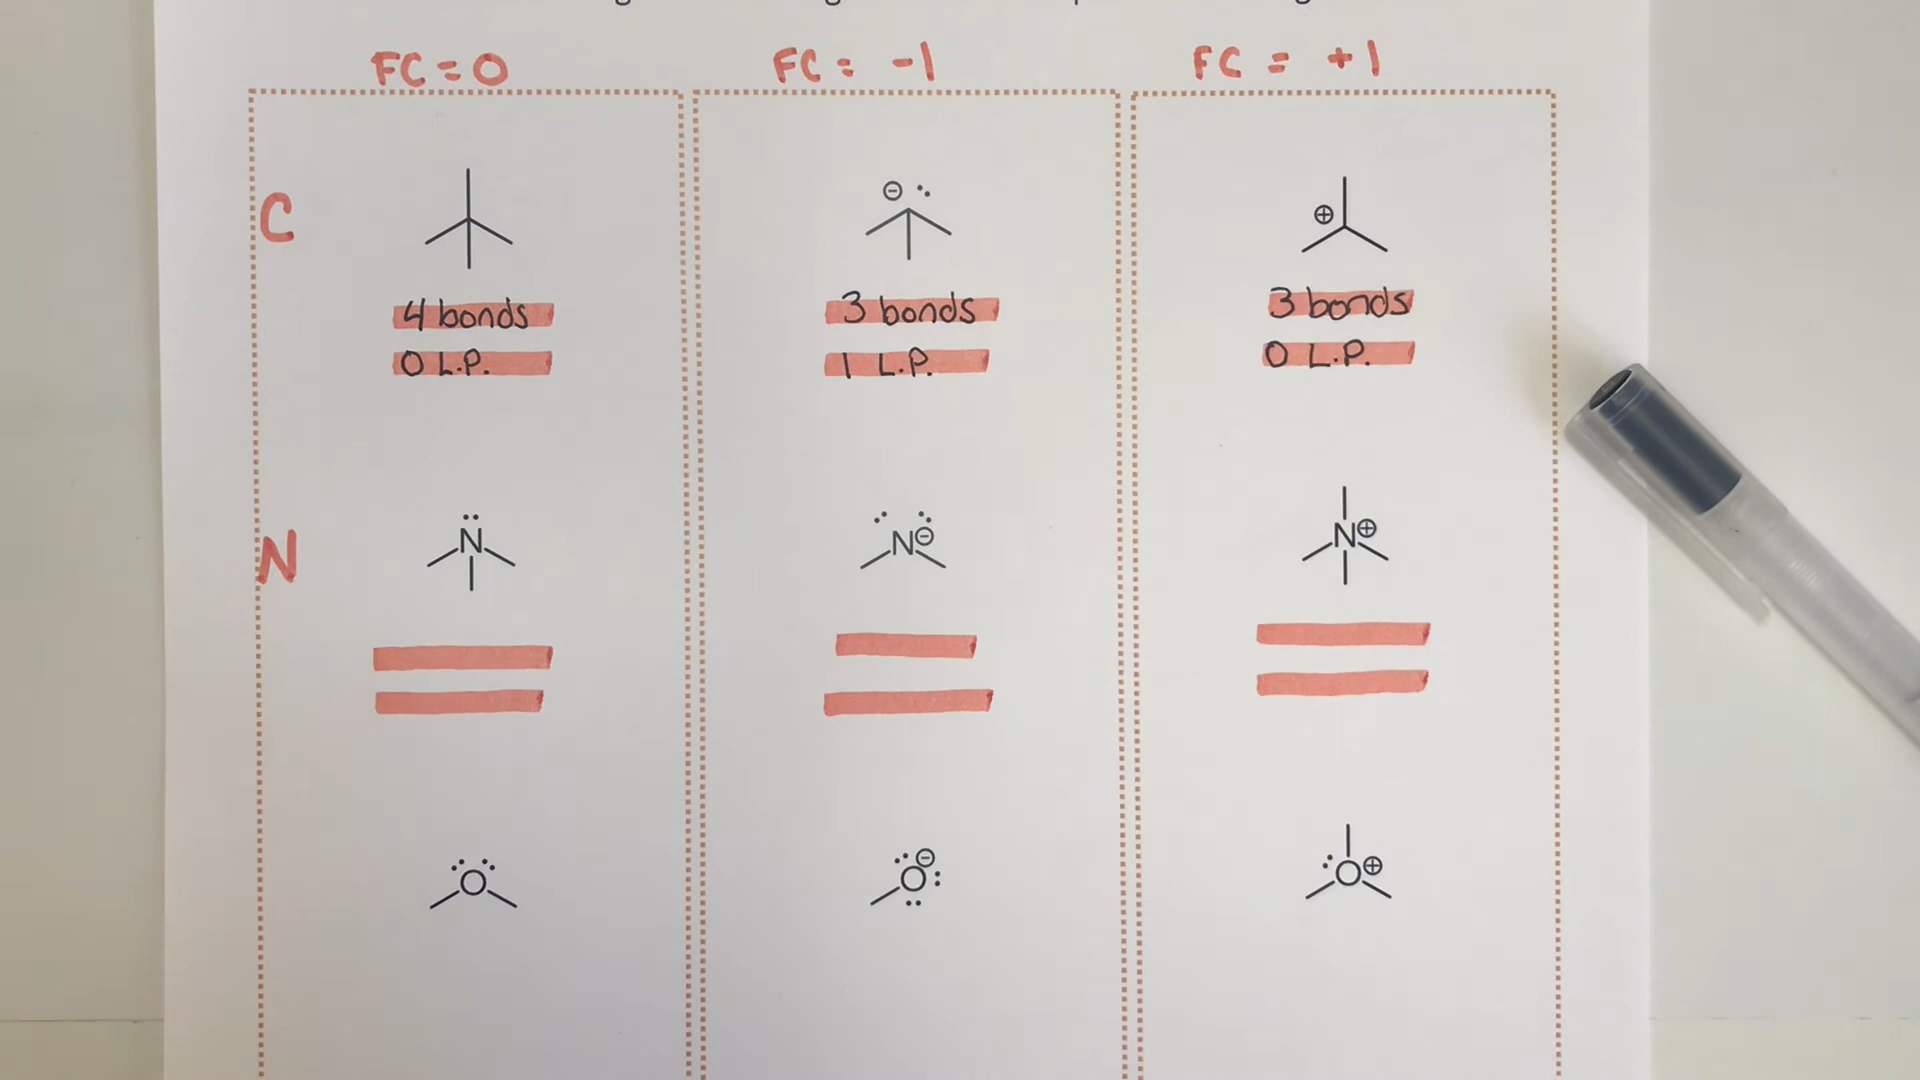 FC = 0
FC = -1
FC = +1
C
⊖
⊕
4 bonds
3 bonds
3 bonds
0 L.P.
1 L.P.
0 L.P.
N
N
N⊖
N⊕
O
O⊖
O⊕